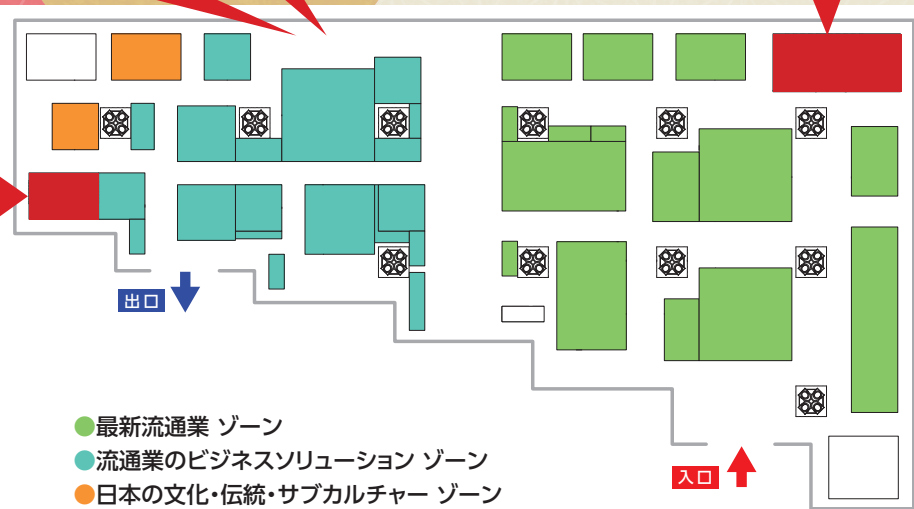 出口
●最新流通業 ゾーン
●流通業のビジネスソリューション ゾーン
入口
●日本の文化・伝統・サブカルチャー ゾーン